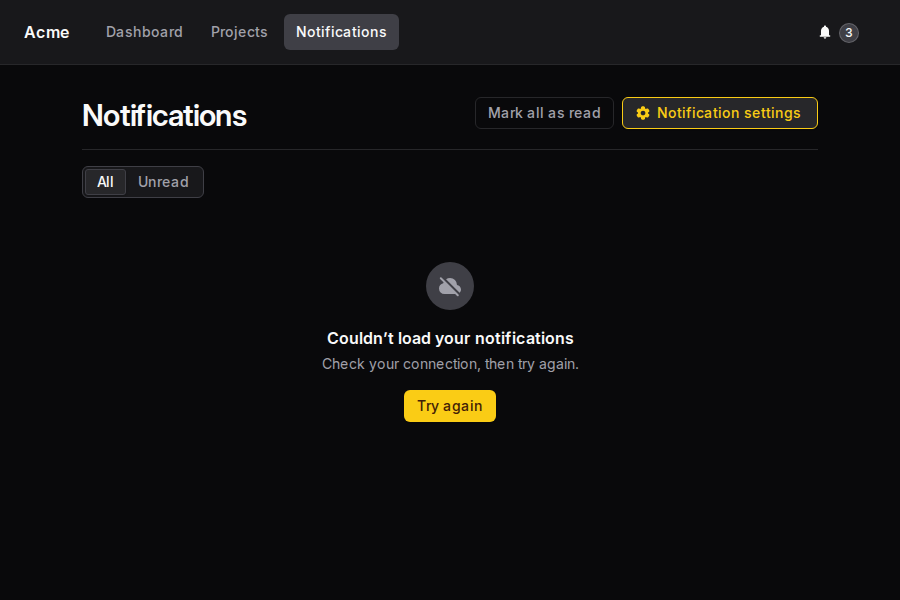 Acme Dashboard Projects Notifications 3
Notifications Mark all as read Notification settings
All Unread
Couldn’t load your notifications
Check your connection, then try again.
Try again